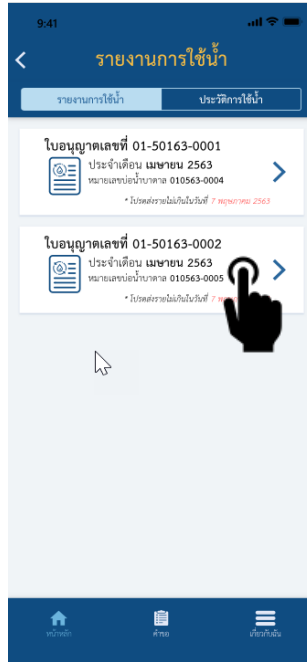 9:41
รายงานการใช้น้ำ
รายงานการใช้น้ำ
ประวัติการใช้น้ำ
ใบอนุญาตเลขที่ 01-50163-0001
ประจำเดือน เมษายน 2563
หมายเลขบ่อน้ำบาดาล 010563-0004
* โปรดส่งรายไม่เกินในวันที่ 7 พฤษภาคม 2563
ใบอนุญาตเลขที่ 01-50163-0002
ประจำเดือน เมษายน 2563
หมายเลขบ่อน้ำบาดาล 010563-0005
* โปรดส่งรายไม่เกินในวันที่ 7
หน้าหลัก
คำขอ
เกี่ยวกับฉัน